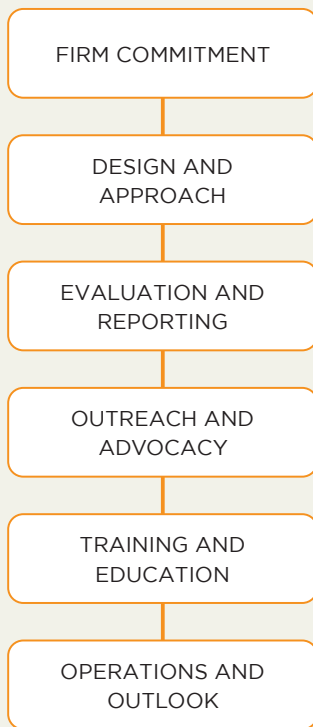 FIRM COMMITMENT
DESIGN AND
APPROACH
EVALUATION AND
REPORTING
OUTREACH AND
ADVOCACY
TRAINING AND
EDUCATION
OPERATIONS AND
OUTLOOK